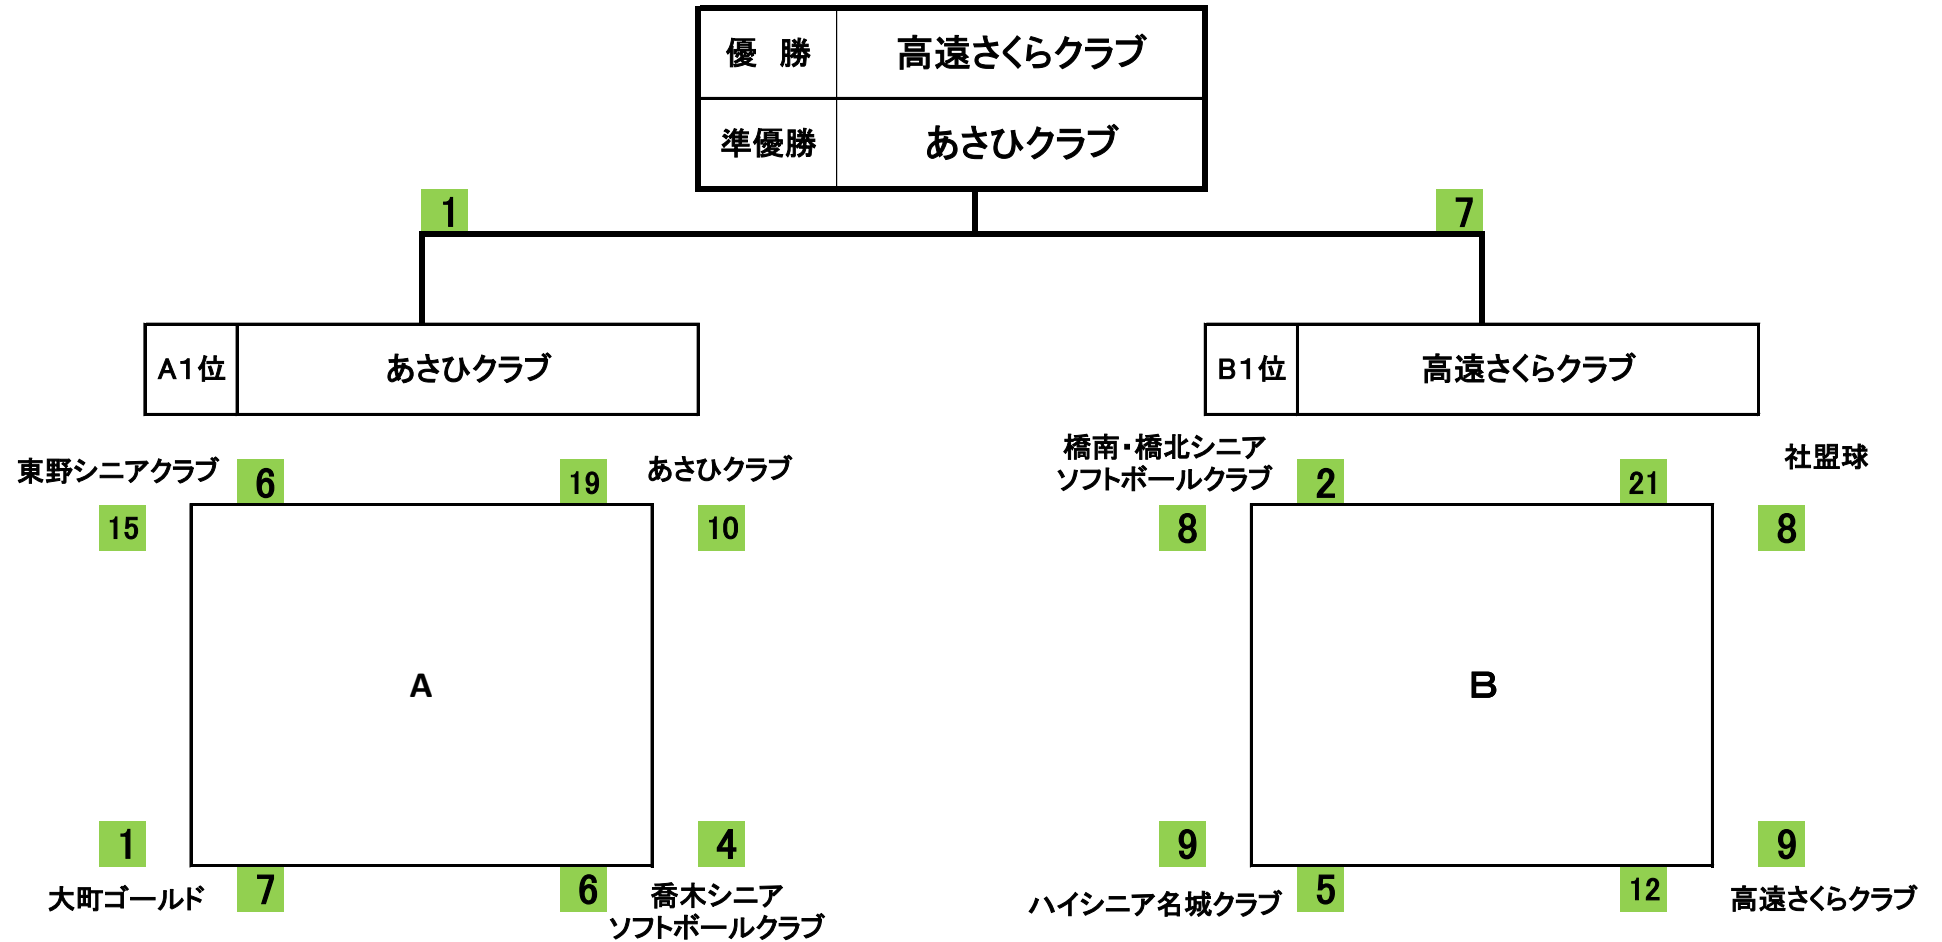 優　勝 高遠さくらクラブ
準優勝 あさひクラブ
1 7
A1位 あさひクラブ
B1位 高遠さくらクラブ
東野シニアクラブ
6
19
あさひクラブ
15
10
A
1
4
大町ゴールド
7
6
喬木シニア
ソフトボールクラブ
橋南・橋北シニア
ソフトボールクラブ
2
21
社盟球
8
8
B
9
9
ハイシニア名城クラブ
5
12
高遠さくらクラブ